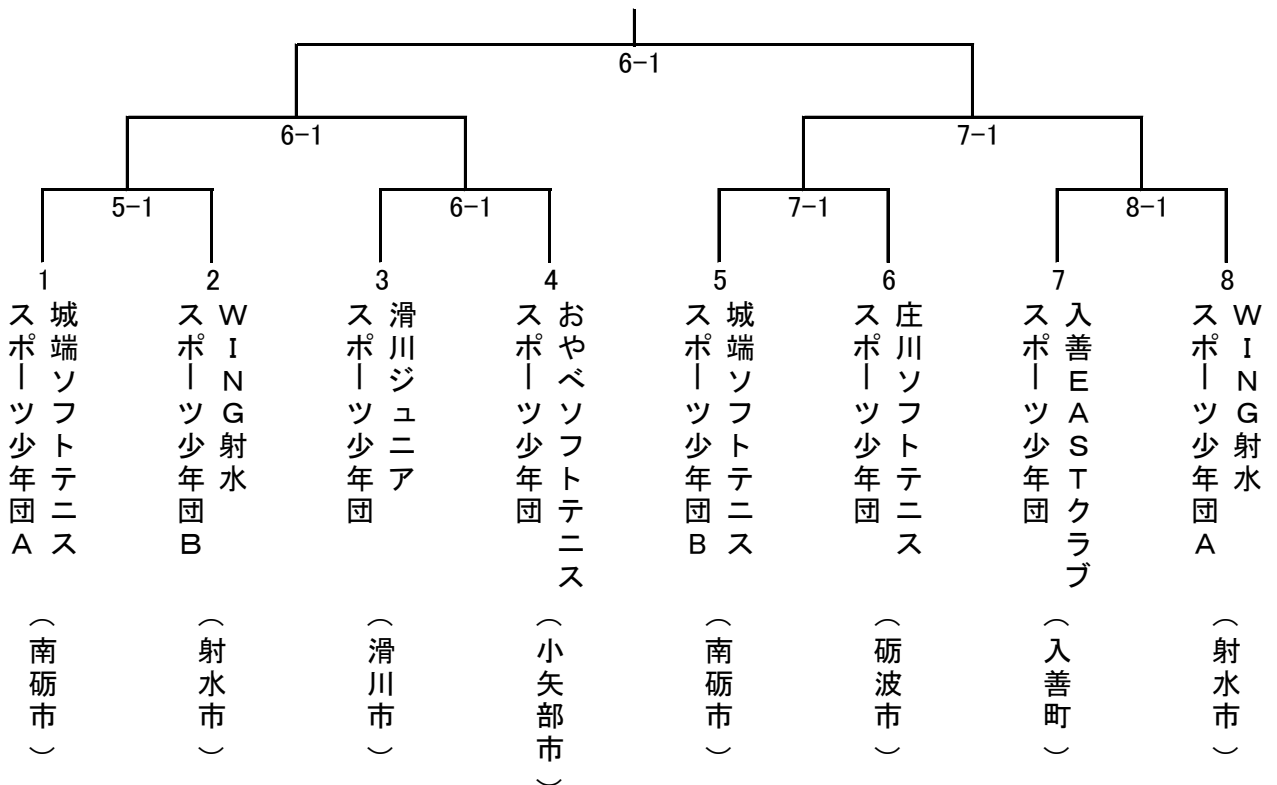 6-1
6-1
7-1
5-1
6-1
7-1
8-1
1
城端ソフトテニス
スポーツ少年団A
（南砺市）
2
WING射水
スポーツ少年団B
（射水市）
3
滑川ジュニア
スポーツ少年団
（滑川市）
4
おやべソフトテニス
スポーツ少年団
（小矢部市）
5
城端ソフトテニス
スポーツ少年団B
（南砺市）
6
庄川ソフトテニス
スポーツ少年団
（砺波市）
7
入善EASTクラブ
スポーツ少年団
（入善町）
8
WING射水
スポーツ少年団A
（射水市）